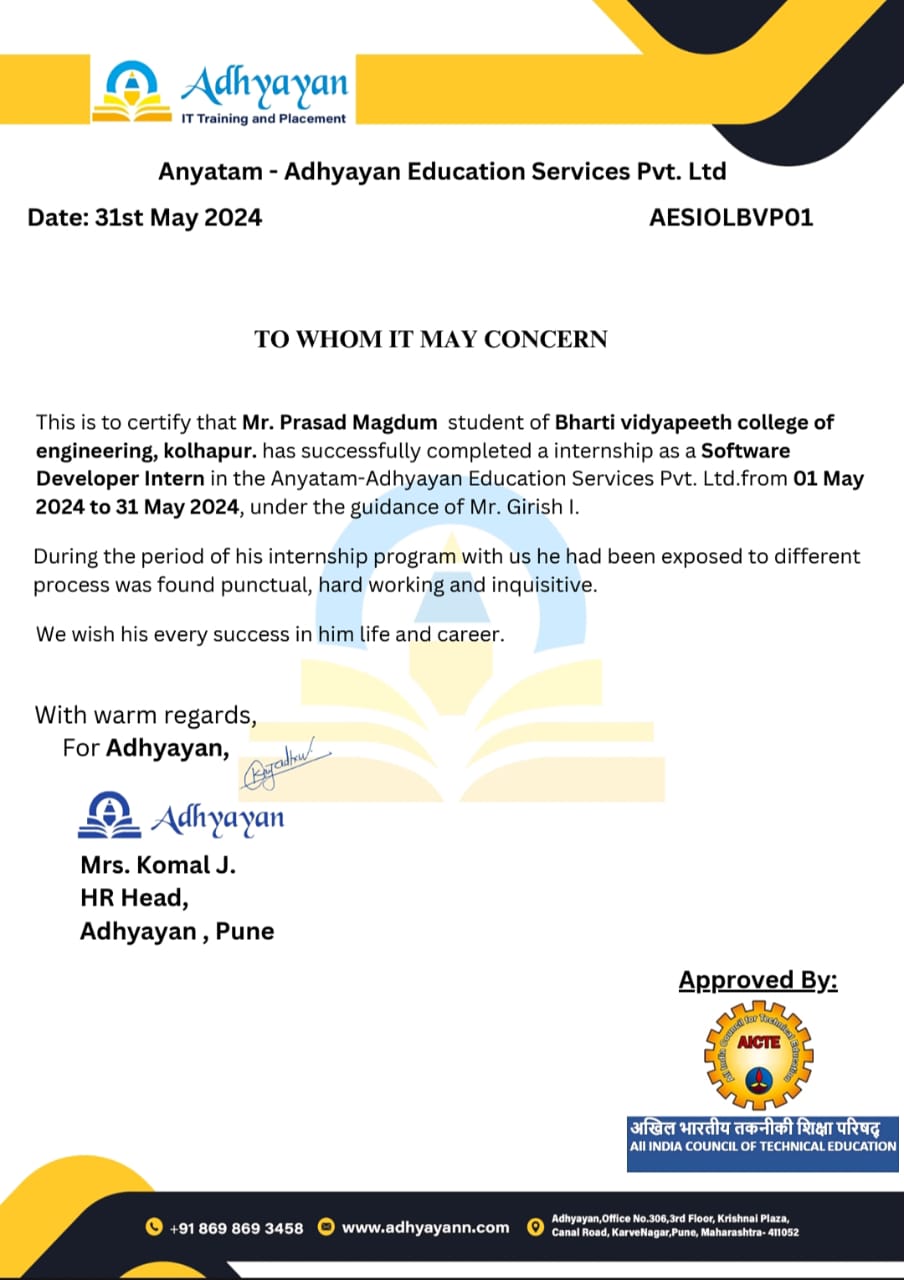 Adhyayan
IT Training and Placement
Anyatam - Adhyayan Education Services Pvt. Ltd
Date: 31st May 2024 AESIOLBVP01
TO WHOM IT MAY CONCERN
This is to certify that Mr. Prasad Magdum student of Bharti vidyapeeth college of
engineering, kolhapur. has successfully completed a internship as a Software
Developer Intern in the Anyatam-Adhyayan Education Services Pvt. Ltd.from 01 May
2024 to 31 May 2024, under the guidance of Mr. Girish I.
During the period of his internship program with us he had been exposed to different
process was found punctual, hard working and inquisitive.
We wish his every success in him life and career.
With warm regards,
For Adhyayan,
Adhyayan
Mrs. Komal J.
HR Head,
Adhyayan , Pune
Approved By:
All India Council for Technical Education
AICTE
अखिल भारतीय तकनीकी शिक्षा परिषद्
All INDIA COUNCIL OF TECHNICAL EDUCATION
+91 869 869 3458 www.adhyayann.com
Adhyayan,Office No.306,3rd Floor, Krishnai Plaza,
Canal Road, KarveNagar,Pune, Maharashtra- 411052